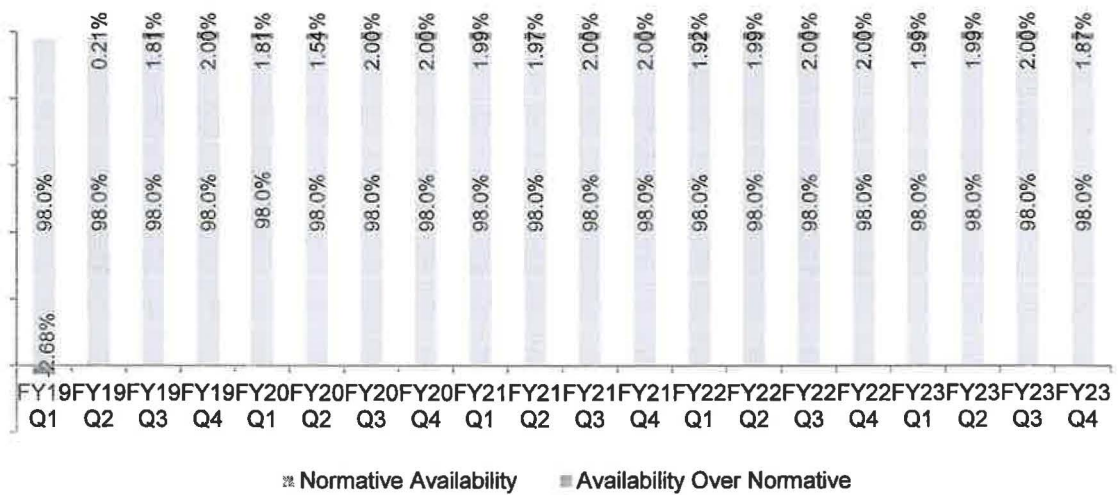 0.21% 1.81% 2.00% 1.81% 1.54% 2.00% 2.00% 1.99% 1.97% 2.00% 2.00% 1.92% 1.99% 2.00% 2.00% 1.99% 1.99% 2.00% 1.87%
98.0% 98.0% 98.0% 98.0% 98.0% 98.0% 98.0% 98.0% 98.0% 98.0% 98.0% 98.0% 98.0% 98.0% 98.0% 98.0% 98.0% 98.0% 98.0% 98.0%
2.68%
FY19 FY19 FY19 FY19 FY20 FY20 FY20 FY20 FY21 FY21 FY21 FY21 FY22 FY22 FY22 FY22 FY23 FY23 FY23 FY23
Q1 Q2 Q3 Q4 Q1 Q2 Q3 Q4 Q1 Q2 Q3 Q4 Q1 Q2 Q3 Q4 Q1 Q2 Q3 Q4
Normative Availability Availability Over Normative